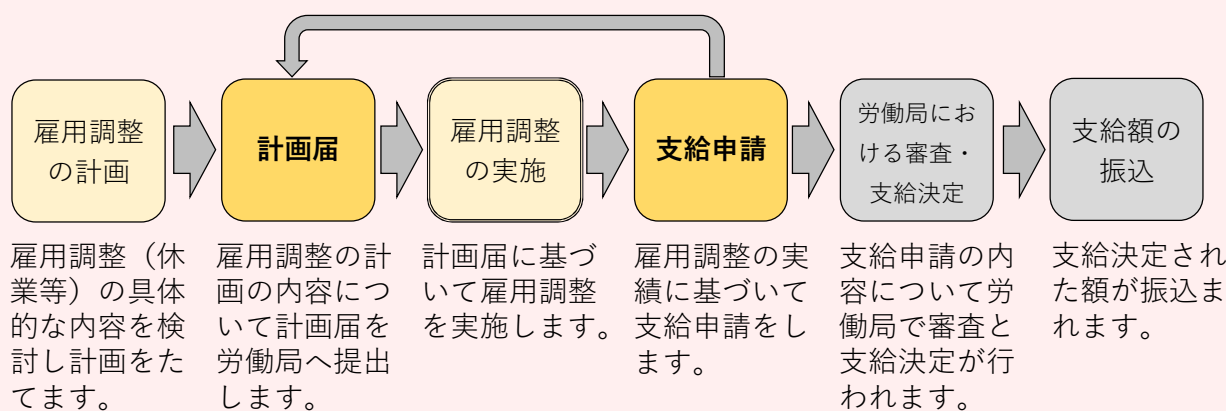 雇用調整
の計画
計画届
雇用調整
の実施
支給申請
労働局にお
ける審査・
支給決定
支給額の
振込
雇用調整（休
業等）の具体
的な内容を検
討し計画をた
てます。
雇用調整の計
画の内容につ
いて計画届を
労働局へ提出
します。
計画届に基づ
いて雇用調整
を実施します。
雇用調整の実
績に基づいて
支給申請をし
ます。
支給申請の内
容について労
働局で審査と
支給決定が行
われます。
支給決定され
た額が振込ま
れます。